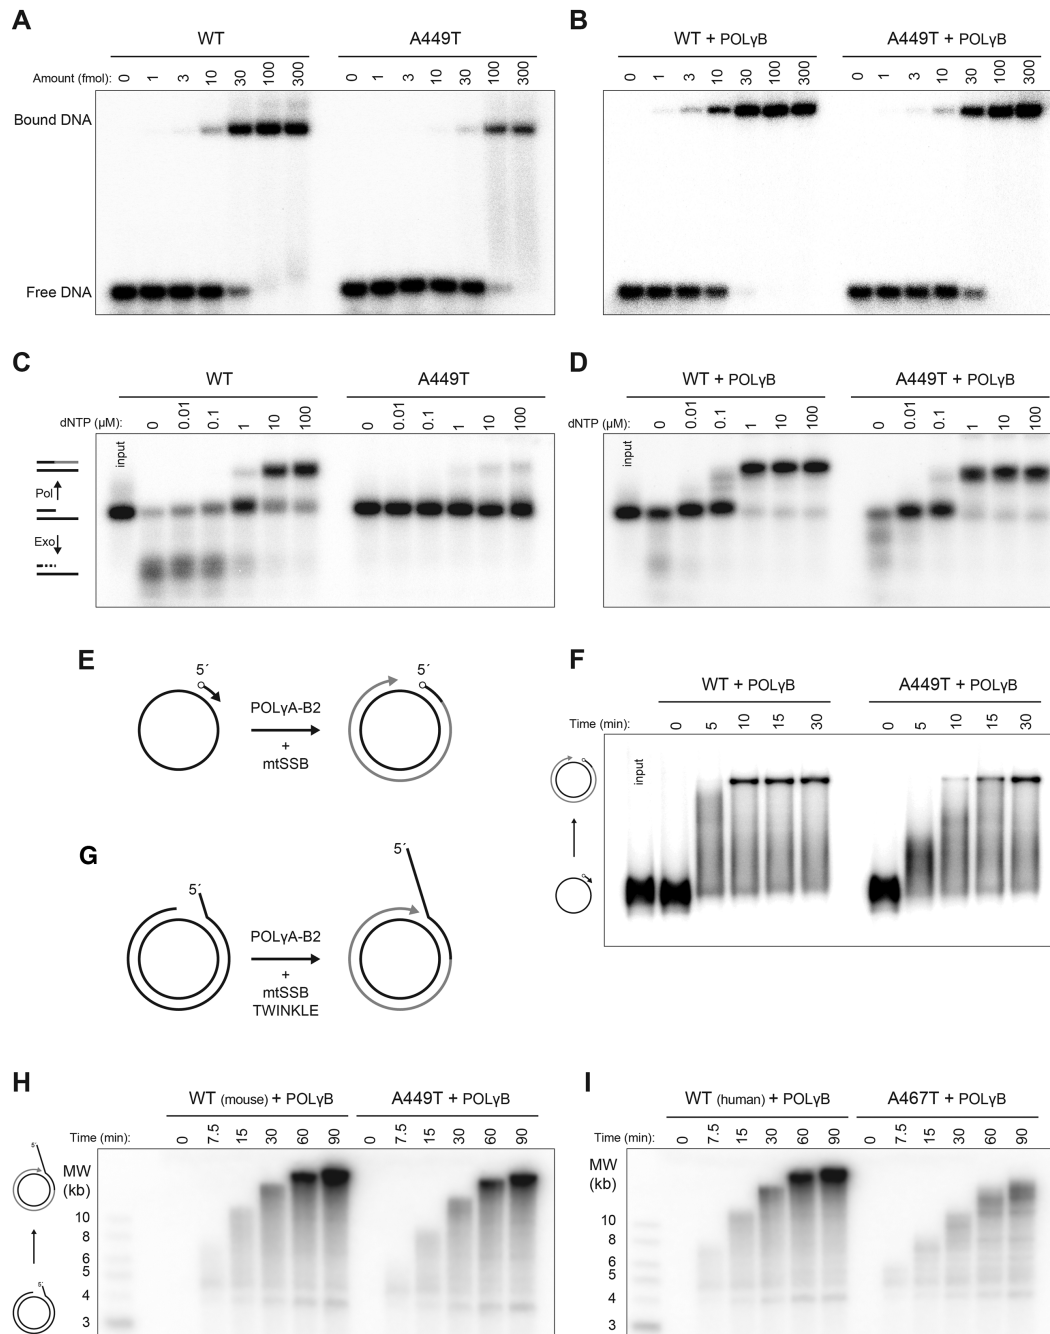 A
WT A449T
Amount (fmol): 0 1 3 10 30 100 300 0 1 3 10 30 100 300
Bound DNA
Free DNA
B
WT + POLγB A449T + POLγB
0 1 3 10 30 100 300 0 1 3 10 30 100 300
C
WT A449T
dNTP (μM): 0 0.01 0.1 1 10 100 0 0.01 0.1 1 10 100
input
Pol
Exo
D
WT + POLγB A449T + POLγB
dNTP (μM): 0 0.01 0.1 1 10 100 0 0.01 0.1 1 10 100
input
E
5´ 5´
POLγA-B2
+
mtSSB
F
WT + POLγB A449T + POLγB
Time (min): 0 5 10 15 30 0 5 10 15 30
input
G
5´ 5´
POLγA-B2
+
mtSSB
TWINKLE
H
WT (mouse) + POLγB A449T + POLγB
Time (min): 0 7.5 15 30 60 90 0 7.5 15 30 60 90
5´
5´
MW
(kb)
10
8
6
5
4
3
I
WT (human) + POLγB A467T + POLγB
Time (min): 0 7.5 15 30 60 90 0 7.5 15 30 60 90
MW
(kb)
10
8
6
5
4
3